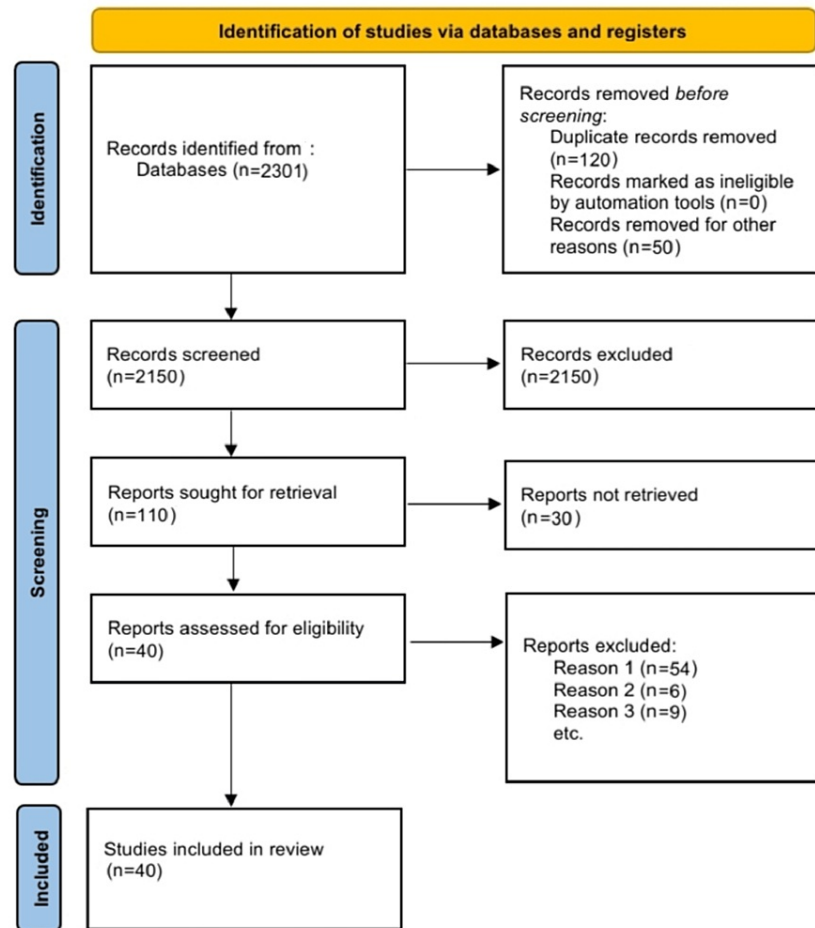 Identification of studies via databases and registers
Identification
Records identified from :
Databases (n=2301)
Records removed before
screening:
Duplicate records removed
(n=120)
Records marked as ineligible
by automation tools (n=0)
Records removed for other
reasons (n=50)
Screening
Records screened
(n=2150)
Records excluded
(n=2150)
Reports sought for retrieval
(n=110)
Reports not retrieved
(n=30)
Reports assessed for eligibility
(n=40)
Reports excluded:
Reason 1 (n=54)
Reason 2 (n=6)
Reason 3 (n=9)
etc.
Included
Studies included in review
(n=40)